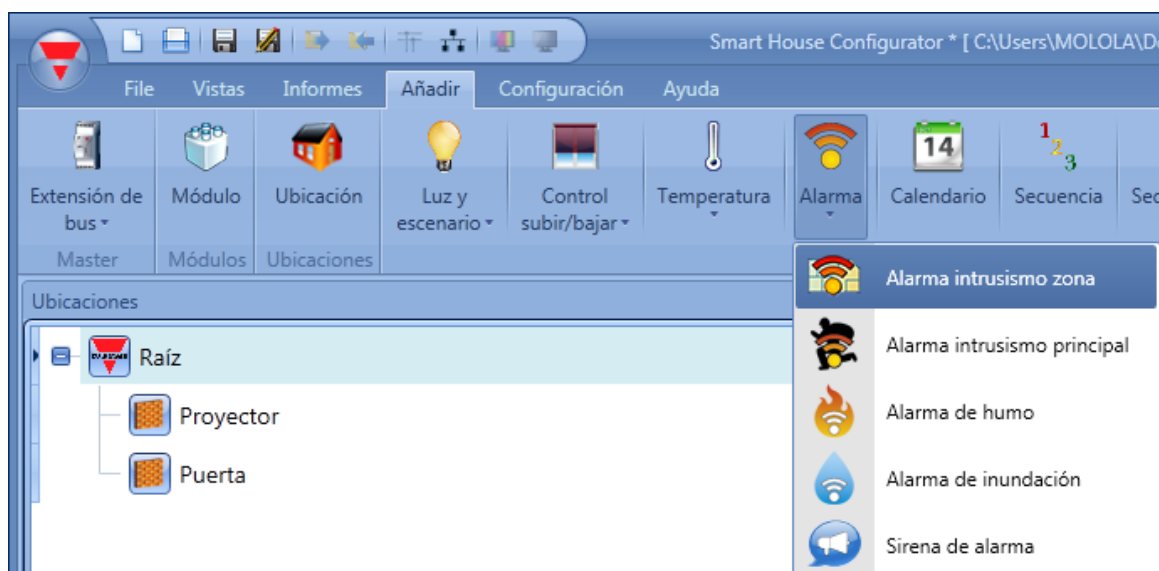 Smart House Configurator * [ C:\Users\MOLOLA\D
File Vistas Informes Añadir Configuración Ayuda
14 1 2 3
Extensión de bus Módulo Ubicación Luz y escenario Control subir/bajar Temperatura Alarma Calendario Secuencia Sec
Master Módulos Ubicaciones
Alarma intrusismo zona
Ubicaciones
Raíz
Alarma intrusismo principal
Proyector
Alarma de humo
Puerta
Alarma de inundación
Sirena de alarma